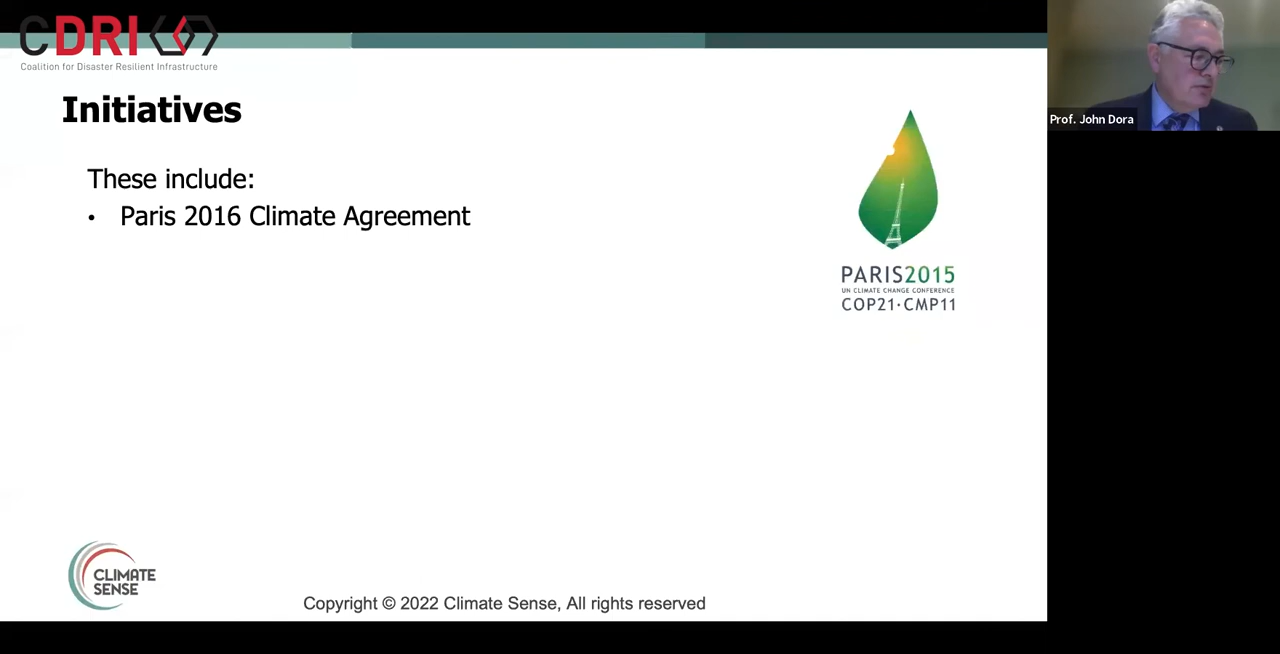 CDRI
Coalition for Disaster Resilient Infrastructure
Initiatives
These include:
• Paris 2016 Climate Agreement
PARIS2015
UN CLIMATE CHANGE CONFERENCE
COP21·CMP11
CLIMATE
SENSE
Copyright © 2022 Climate Sense, All rights reserved
Prof. John Dora